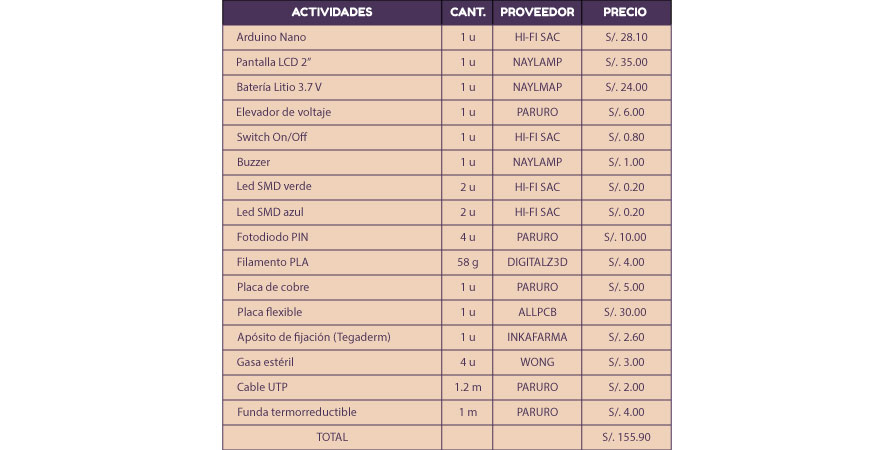 ACTIVIDADES CANT. PROVEEDOR PRECIO
Arduino Nano 1 u HI-FI SAC S/. 28.10
Pantalla LCD 2” 1 u NAYLAMP S/. 35.00
Batería Litio 3.7 V 1 u NAYLMAP S/. 24.00
Elevador de voltaje 1 u PARURO S/. 6.00
Switch On/Off 1 u HI-FI SAC S/. 0.80
Buzzer 1 u NAYLAMP S/. 1.00
Led SMD verde 2 u HI-FI SAC S/. 0.20
Led SMD azul 2 u HI-FI SAC S/. 0.20
Fotodiodo PIN 4 u PARURO S/. 10.00
Filamento PLA 58 g DIGITALZ3D S/. 4.00
Placa de cobre 1 u PARURO S/. 5.00
Placa flexible 1 u ALLPCB S/. 30.00
Apósito de fijación (Tegaderm) 1 u INKAFARMA S/. 2.60
Gasa estéril 4 u WONG S/. 3.00
Cable UTP 1.2 m PARURO S/. 2.00
Funda termorreductible 1 m PARURO S/. 4.00
TOTAL S/. 155.90